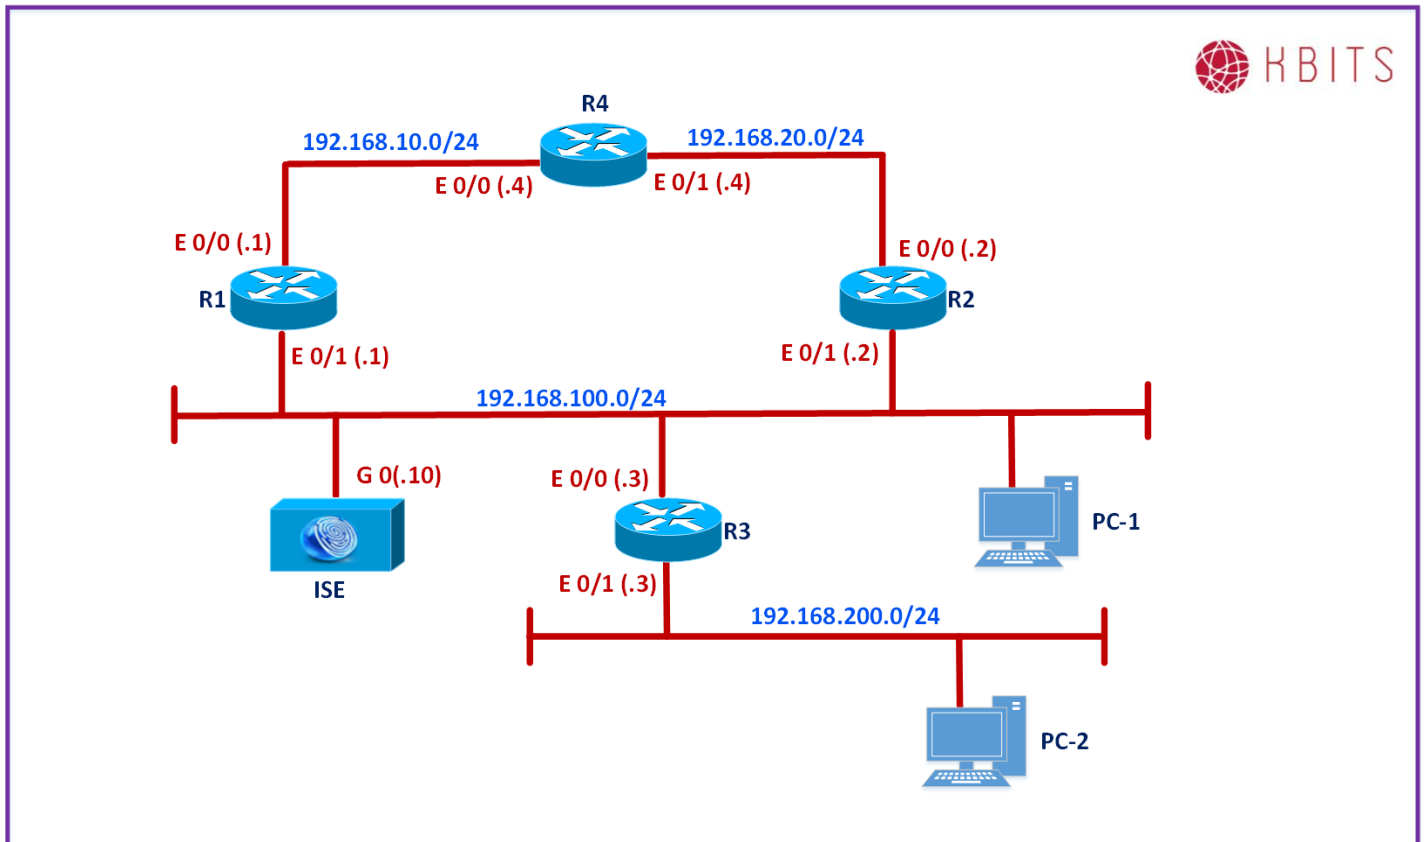 KBITS
R4
192.168.10.0/24
192.168.20.0/24
E 0/0 (.4)
E 0/1 (.4)
E 0/0 (.1)
E 0/0 (.2)
R1
R2
E 0/1 (.1)
E 0/1 (.2)
192.168.100.0/24
G 0(.10)
E 0/0 (.3)
PC-1
R3
ISE
E 0/1 (.3)
192.168.200.0/24
PC-2